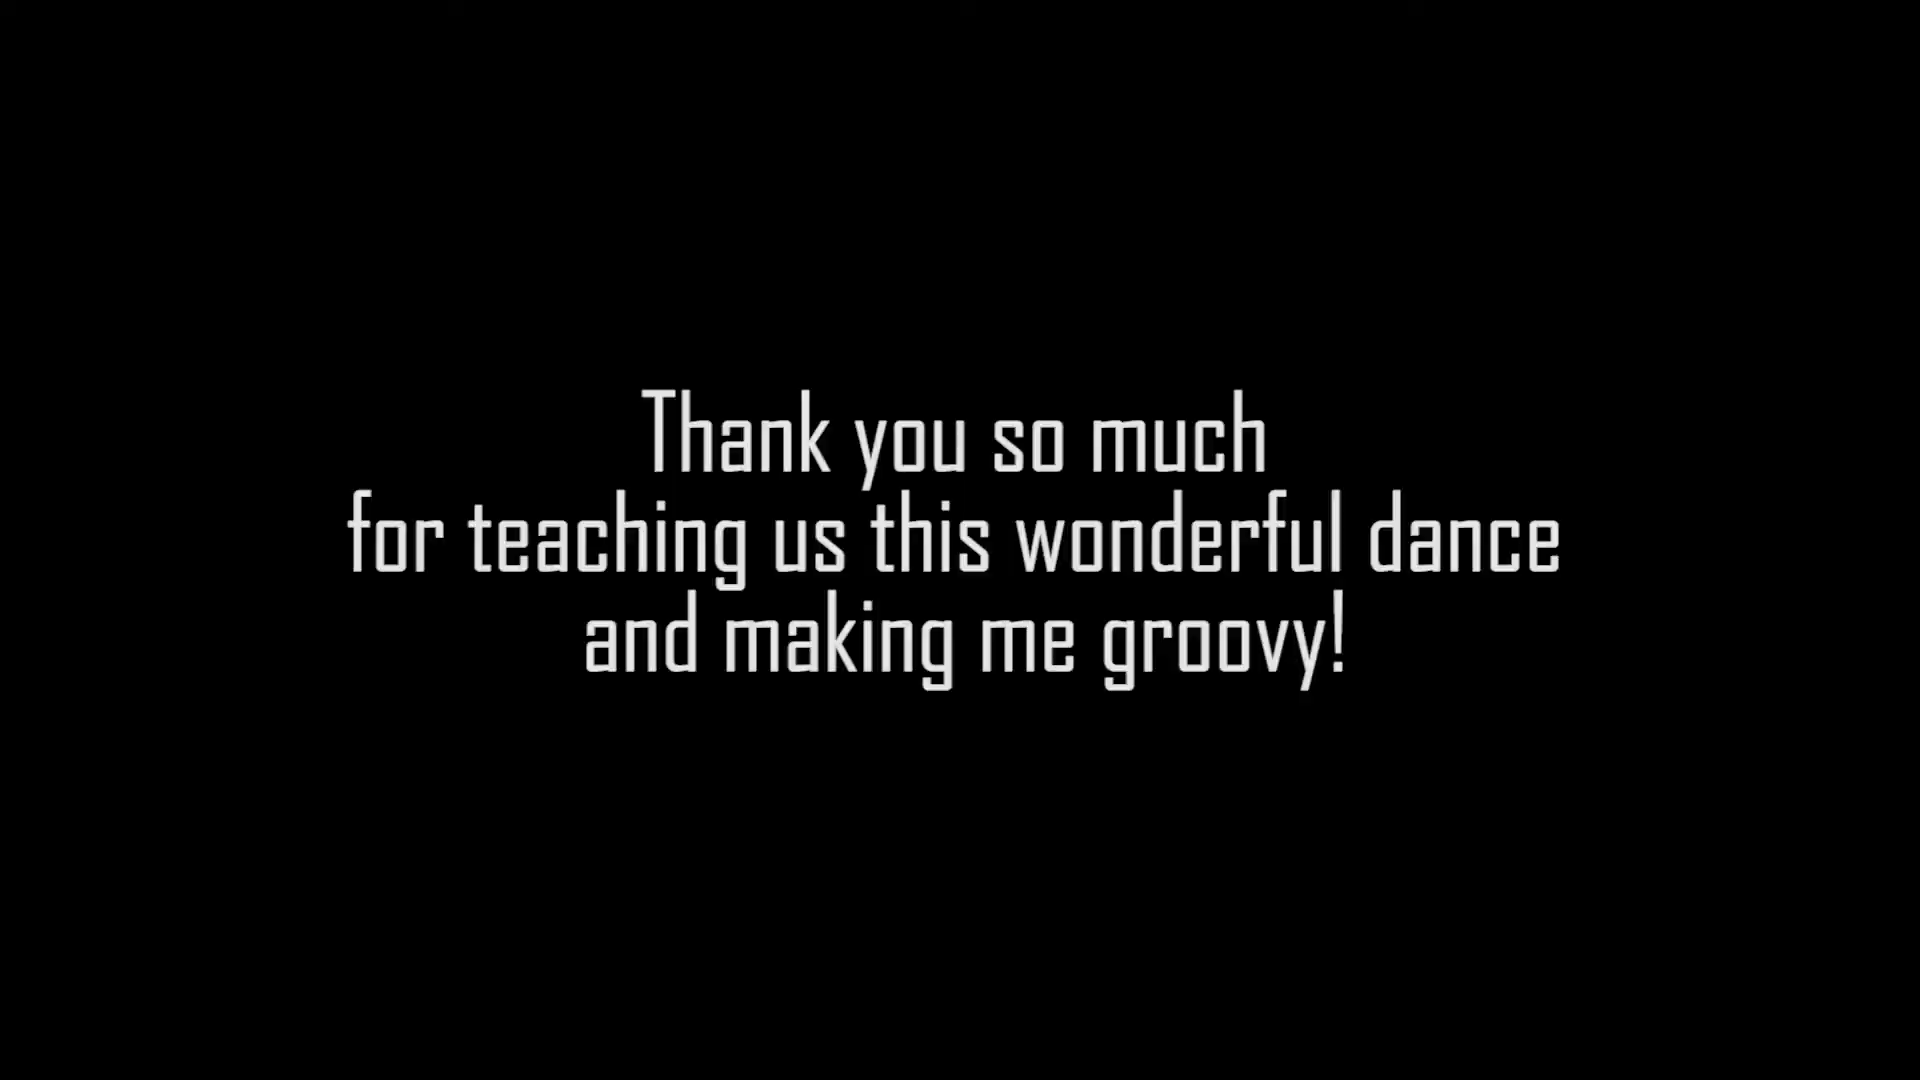 Thank you so much
for teaching us this wonderful dance
and making me groovy!